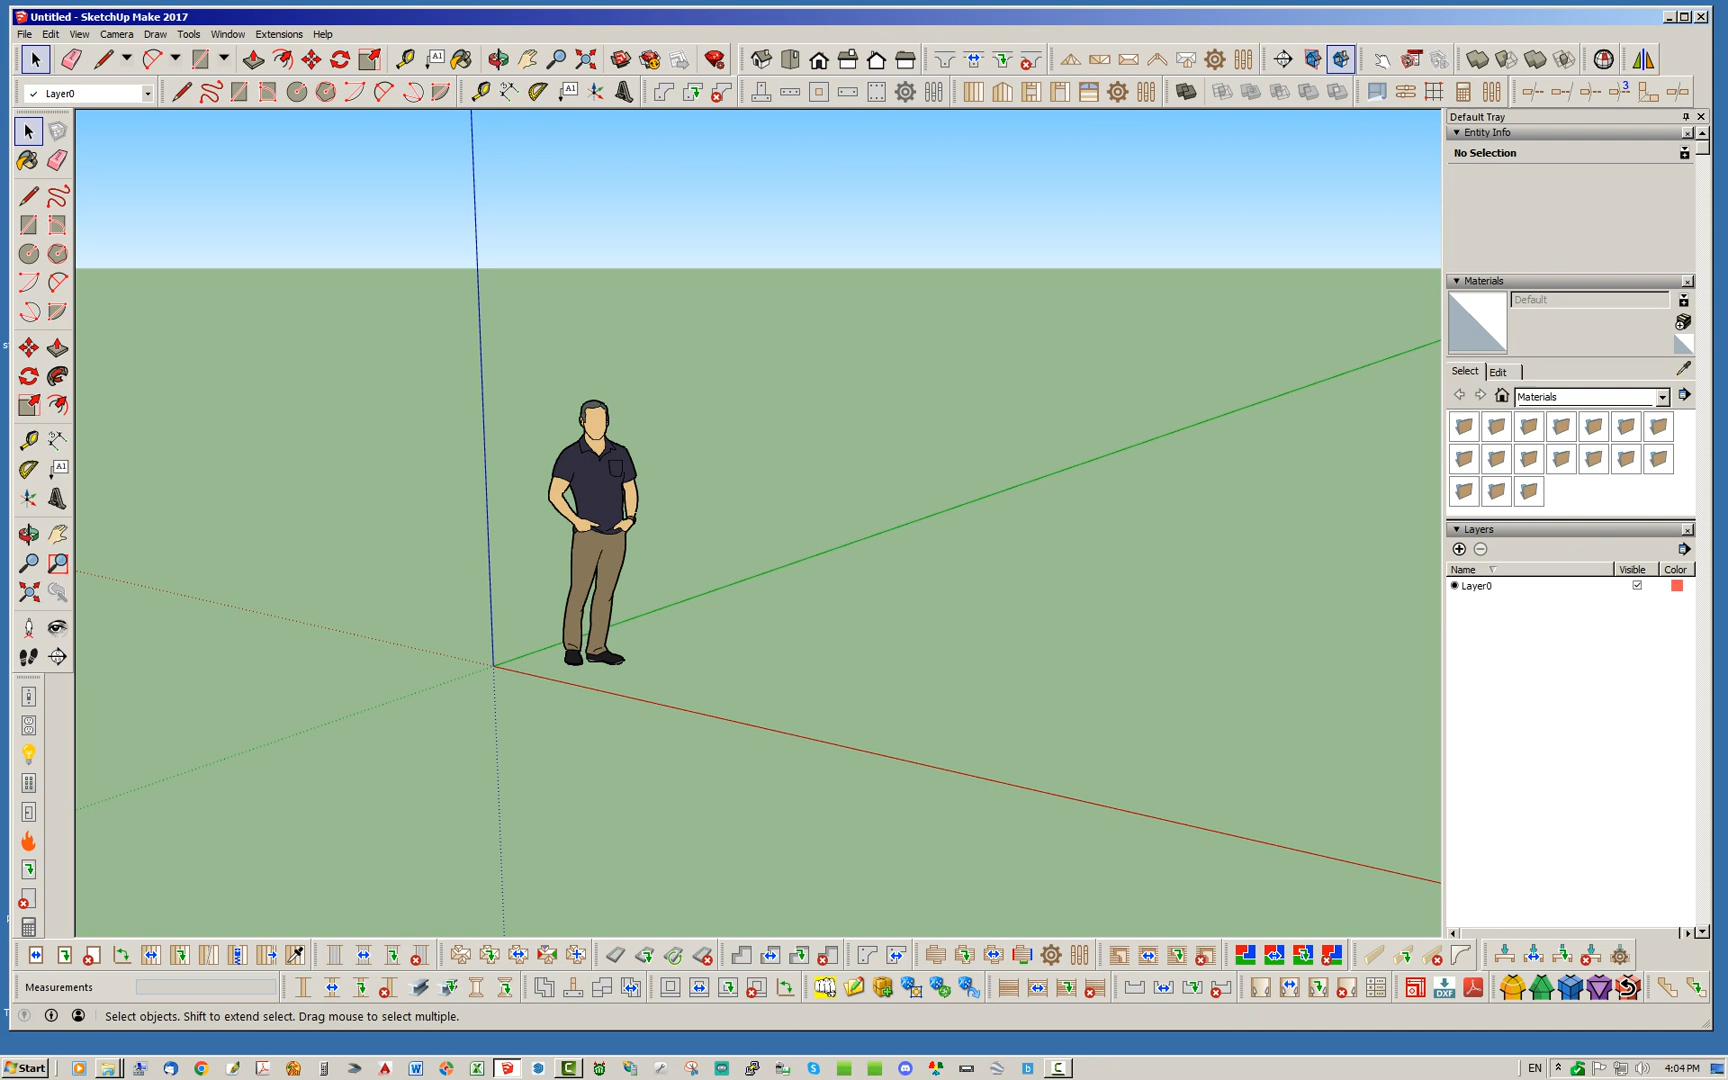 Untitled - SketchUp Make 2017
File Edit View Camera Draw Tools Window Extensions Help
Layer0
Default Tray
Entity Info
No Selection
Materials
Default
Select Edit
Materials
Layers
Name Visible Color
Layer0
Measurements
DXF
Select objects. Shift to extend select. Drag mouse to select multiple.
Start
EN
4:04 PM